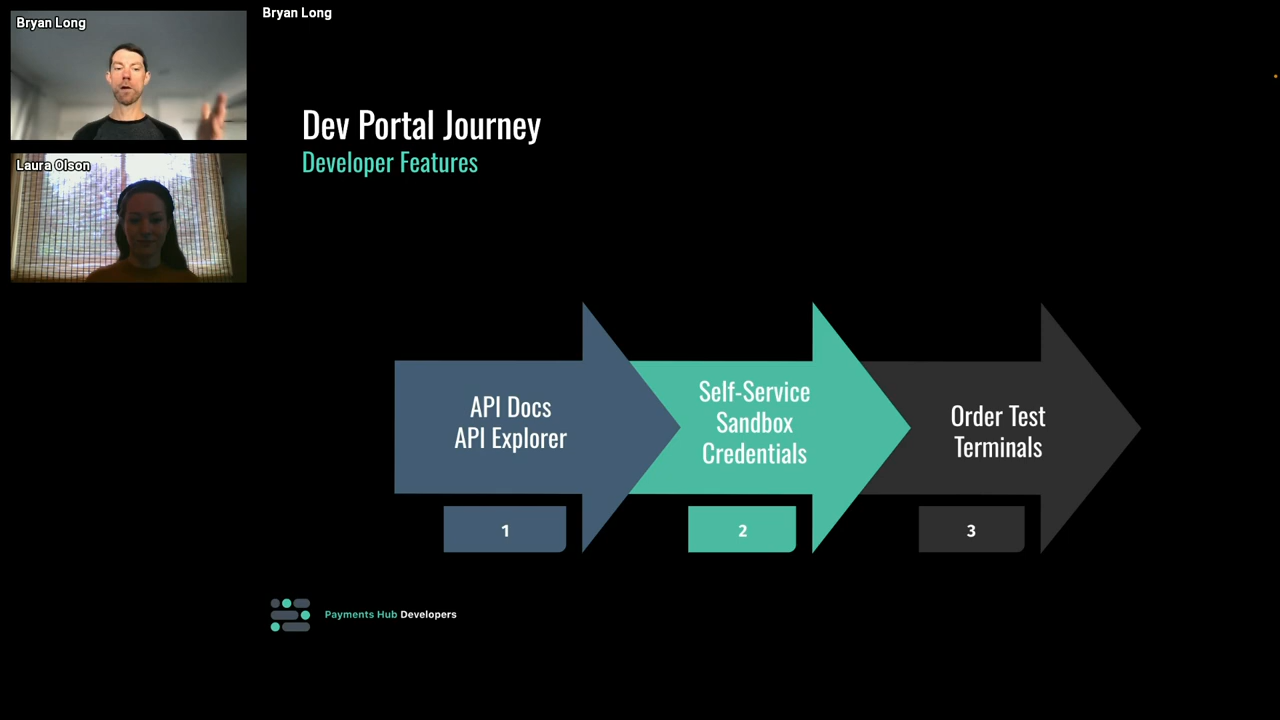 Bryan Long
Bryan Long
Laura Olson
Dev Portal Journey
Developer Features
API Docs
API Explorer
Self-Service
Sandbox
Credentials
Order Test
Terminals
1
2
3
Payments Hub Developers